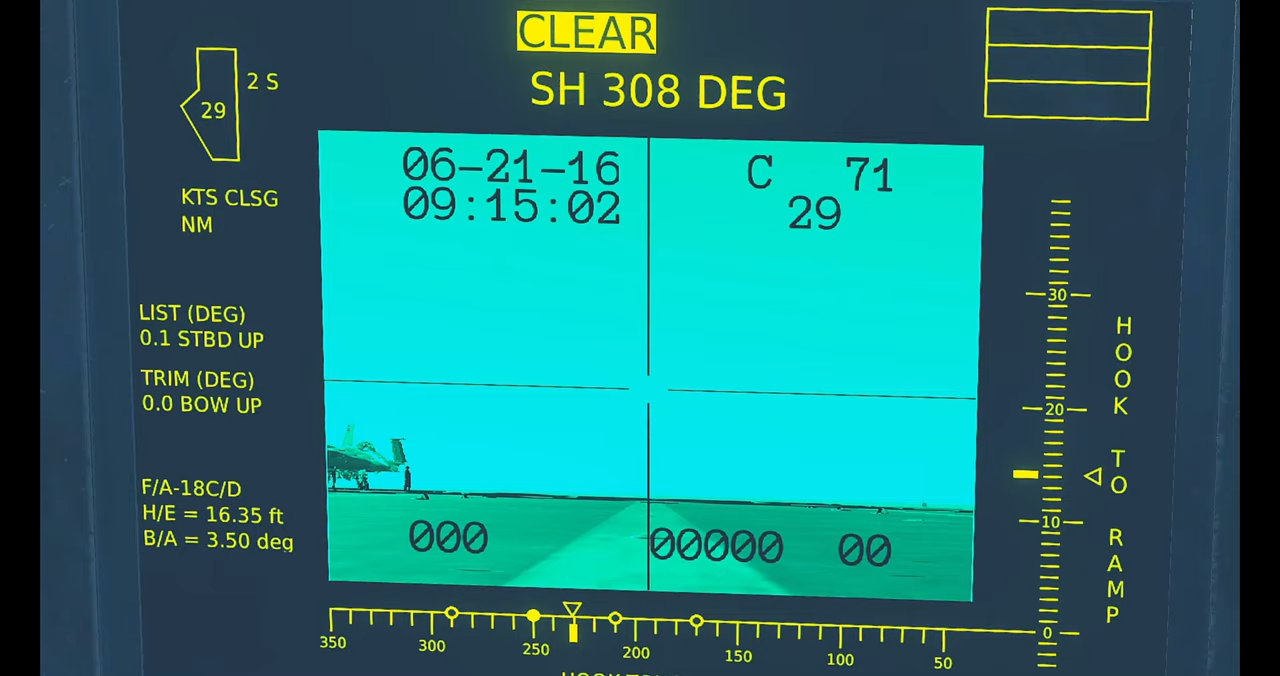 CLEAR
SH 308 DEG
2 S
29
KTS CLSG
NM
LIST (DEG)
0.1 STBD UP
TRIM (DEG)
0.0 BOW UP
F/A-18C/D
H/E = 16.35 ft
B/A = 3.50 deg
06-21-16
09:15:02
C 71
29
000
00000 00
30
20
10
0
HOOK TO RAMP
350 300 250 200 150 100 50